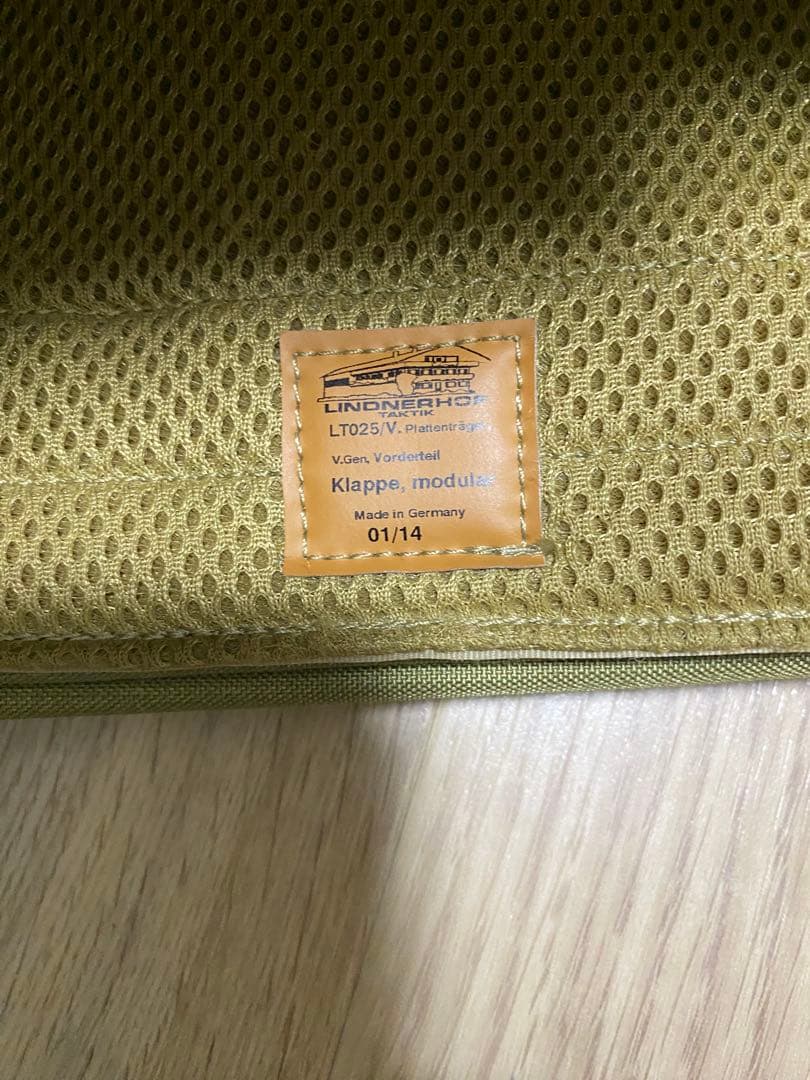 LINDNERHOF
TAKTIK
LT025/V. Plattenträger
V.Gen, Vorderteil
Klappe, modular
Made in Germany
01/14